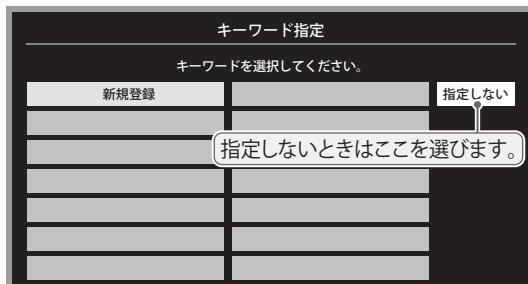 キーワード指定
キーワードを選択してください。
新規登録
指定しない
指定しないときはここを選びます。